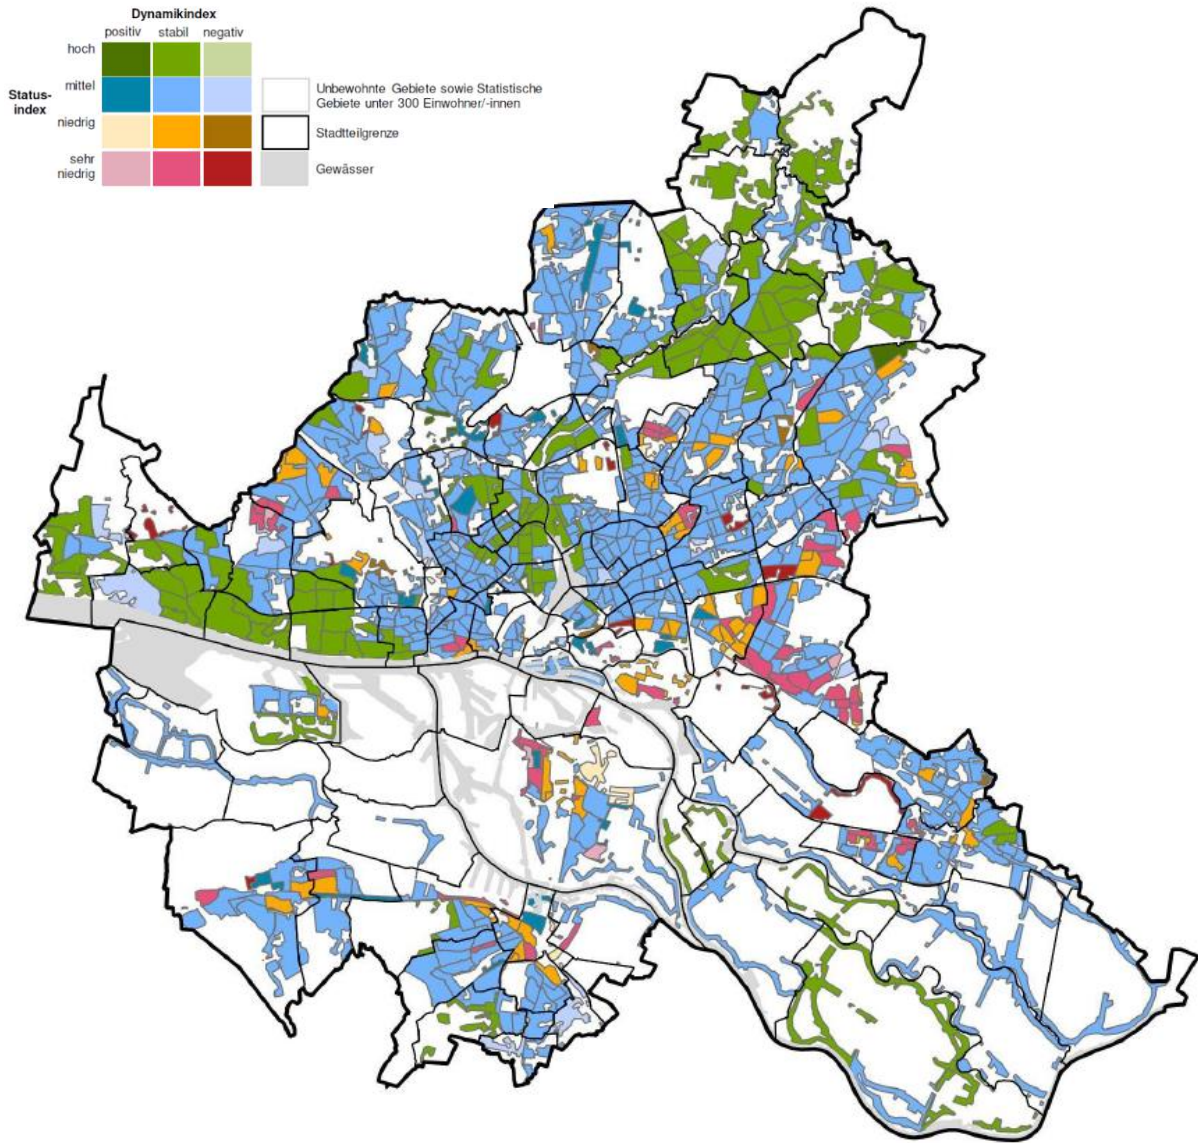 Dynamikindex
positiv stabil negativ
hoch
mittel
Status-
index
niedrig
sehr
niedrig
Unbewohnte Gebiete sowie Statistische
Gebiete unter 300 Einwohner/-innen
Stadtteilgrenze
Gewässer